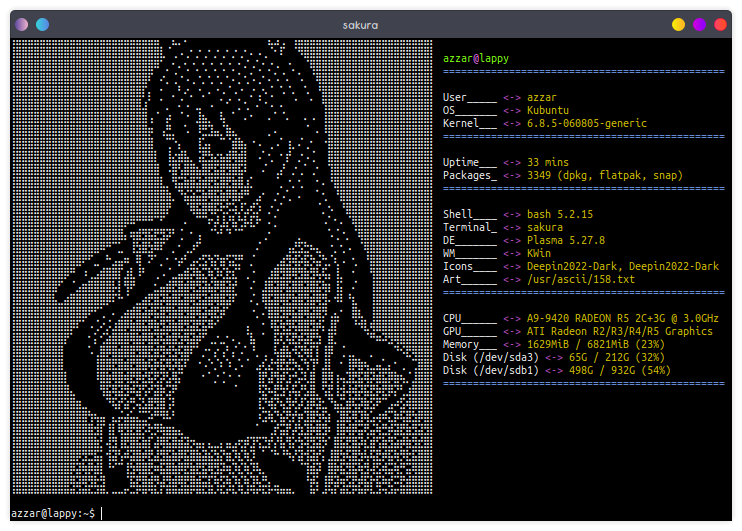 sakura
azzar@lappy
===============================================
User_____ <-> azzar
OS_______ <-> Kubuntu
Kernel___ <-> 6.8.5-060805-generic
===============================================
Uptime___ <-> 33 mins
Packages_ <-> 3349 (dpkg, flatpak, snap)
===============================================
Shell____ <-> bash 5.2.15
Terminal_ <-> sakura
DE_______ <-> Plasma 5.27.8
WM_______ <-> KWin
Icons____ <-> Deepin2022-Dark, Deepin2022-Dark
Art______ <-> /usr/ascii/158.txt
===============================================
CPU______ <-> A9-9420 RADEON R5 2C+3G @ 3.0GHz
GPU______ <-> ATI Radeon R2/R3/R4/R5 Graphics
Memory___ <-> 1629MiB / 6821MiB (23%)
Disk (/dev/sda3) <-> 65G / 212G (32%)
Disk (/dev/sdb1) <-> 498G / 932G (54%)
===============================================
azzar@lappy:~$